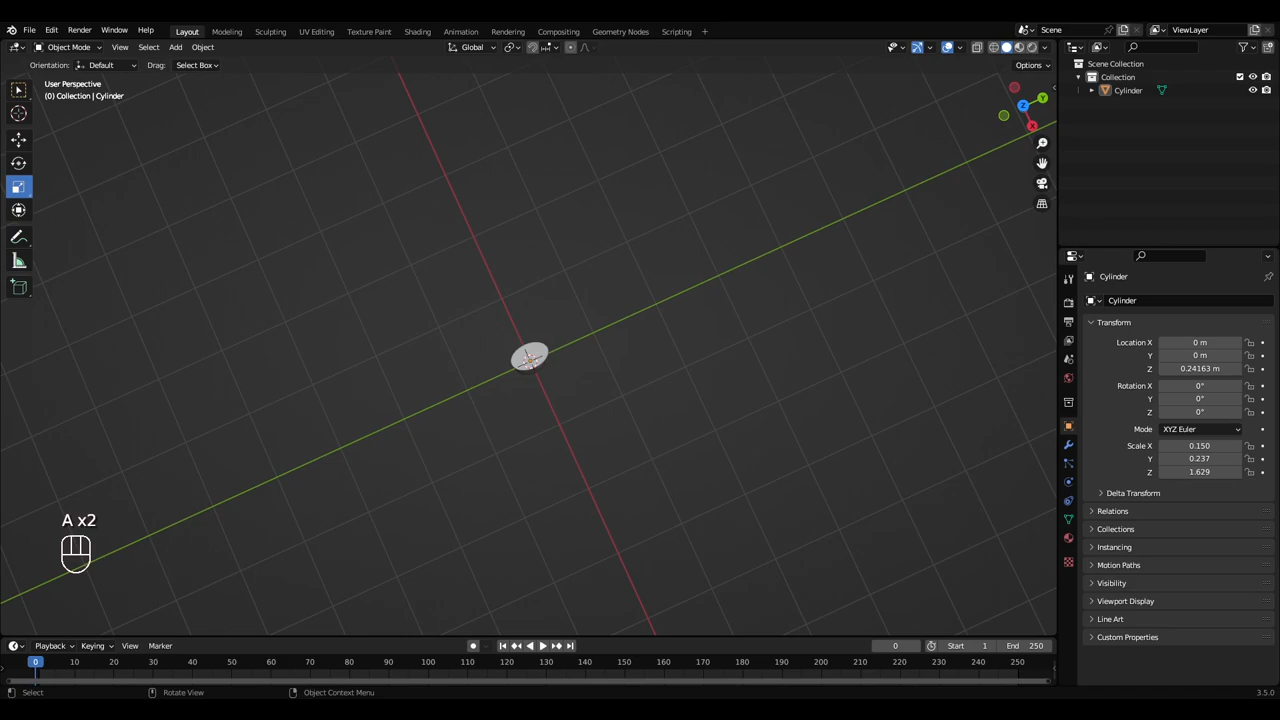 File Edit Render Window Help Layout Modeling Sculpting UV Editing Texture Paint Shading Animation Rendering Compositing Geometry Nodes Scripting + Scene ViewLayer
Object Mode View Select Add Object Global
Orientation: Default Drag: Select Box Options
User Perspective
(0) Collection | Cylinder
Z
Y
X
Scene Collection
Collection
Cylinder
Cylinder
Cylinder
Transform
Location X 0 m
Y 0 m
Z 0.24163 m
Rotation X 0°
Y 0°
Z 0°
Mode XYZ Euler
Scale X 0.150
Y 0.237
Z 1.629
Delta Transform
Relations
Collections
Instancing
Motion Paths
Visibility
Viewport Display
Line Art
Custom Properties
A x2
Playback Keying View Marker 0 Start 1 End 250
0 10 20 30 40 50 60 70 80 90 100 110 120 130 140 150 160 170 180 190 200 210 220 230 240 250
Select Rotate View Object Context Menu 3.5.0